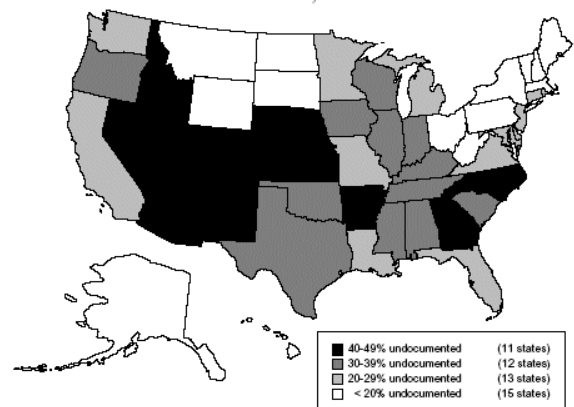 40-49% undocumented (11 states)
30-39% undocumented (12 states)
20-29% undocumented (13 states)
< 20% undocumented (15 states)